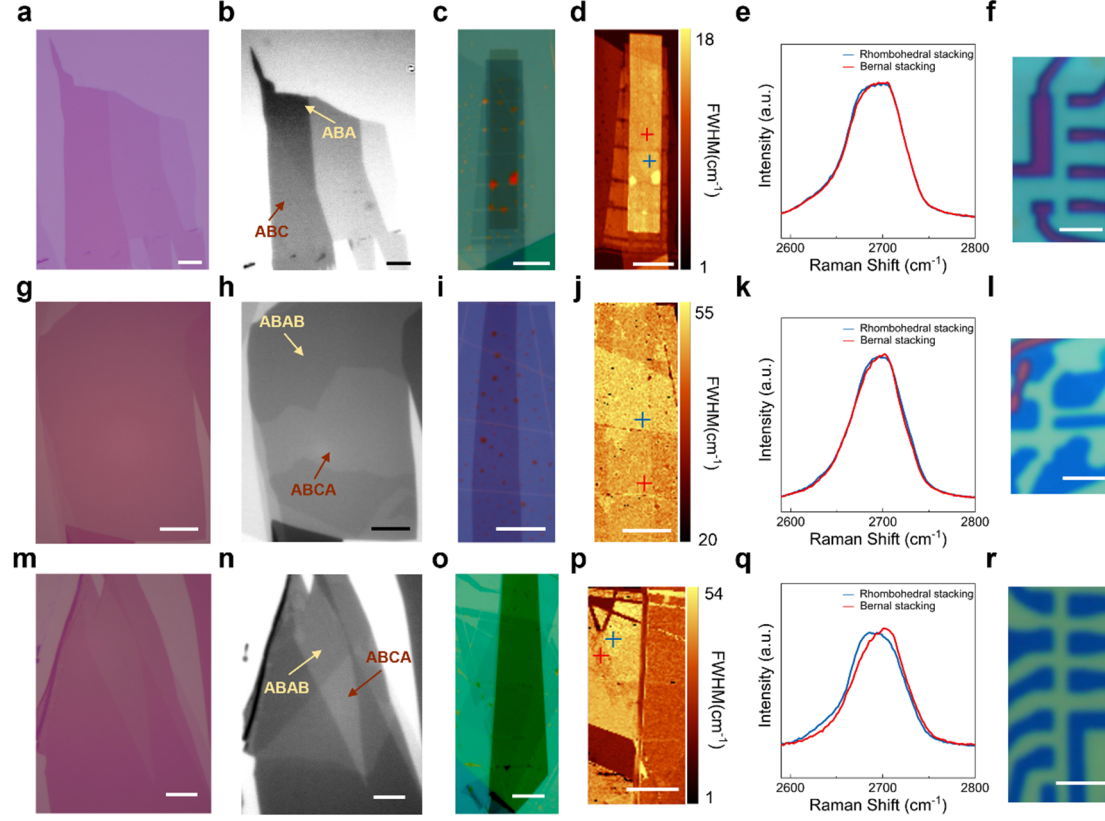 a
b
c
d
e
f
ABA
ABC
18
FWHM(cm-1)
1
Rhombohedral stacking
Bernal stacking
Intensity (a.u.)
2600
2700
2800
Raman Shift (cm-1)
g
h
i
j
k
l
ABAB
ABCA
55
FWHM(cm-1)
20
Rhombohedral stacking
Bernal stacking
Intensity (a.u.)
2600
2700
2800
Raman Shift (cm-1)
m
n
o
p
q
r
ABAB
ABCA
54
FWHM(cm-1)
1
Rhombohedral stacking
Bernal stacking
Intensity (a.u.)
2600
2700
2800
Raman Shift (cm-1)